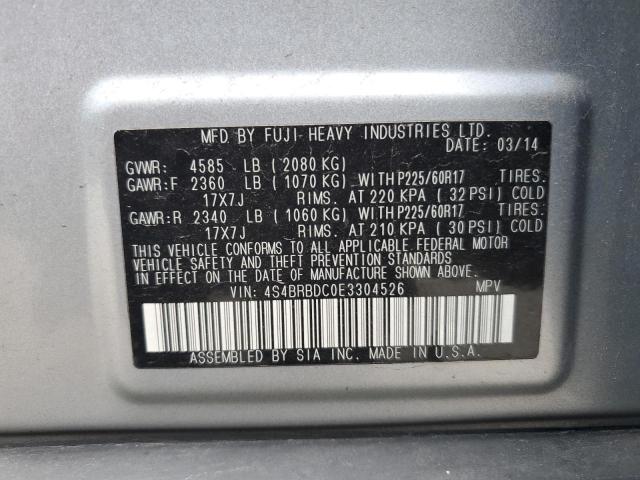 MFD BY FUJI HEAVY INDUSTRIES LTD.
DATE: 03/14
GVWR: 4585 LB (2080 KG)
GAWR:F 2360 LB (1070 KG) WITH P225/60R17 TIRES.
17X7J RIMS. AT 220 KPA (32 PSI) COLD
GAWR:R 2340 LB (1060 KG) WITH P225/60R17 TIRES.
17X7J RIMS. AT 210 KPA (30 PSI) COLD
THIS VEHICLE CONFORMS TO ALL APPLICABLE FEDERAL MOTOR
VEHICLE SAFETY AND THEFT PREVENTION STANDARDS
IN EFFECT ON THE DATE OF MANUFACTURE SHOWN ABOVE.
VIN: 4S4BRBDC0E3304526 MPV
ASSEMBLED BY SIA INC. MADE IN U.S.A.